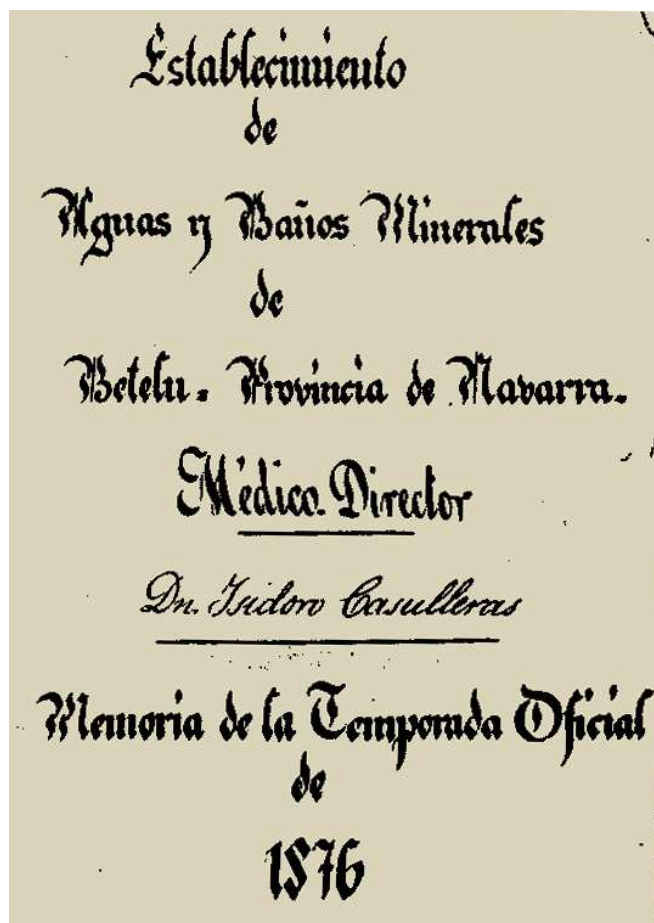 Establecimiento
de
Aguas y Baños Minerales
de
Betelu. Provincia de Navarra.
Médico. Director
Dn. Isidoro Casulleras
Memoria de la Temporada Oficial
de
1876